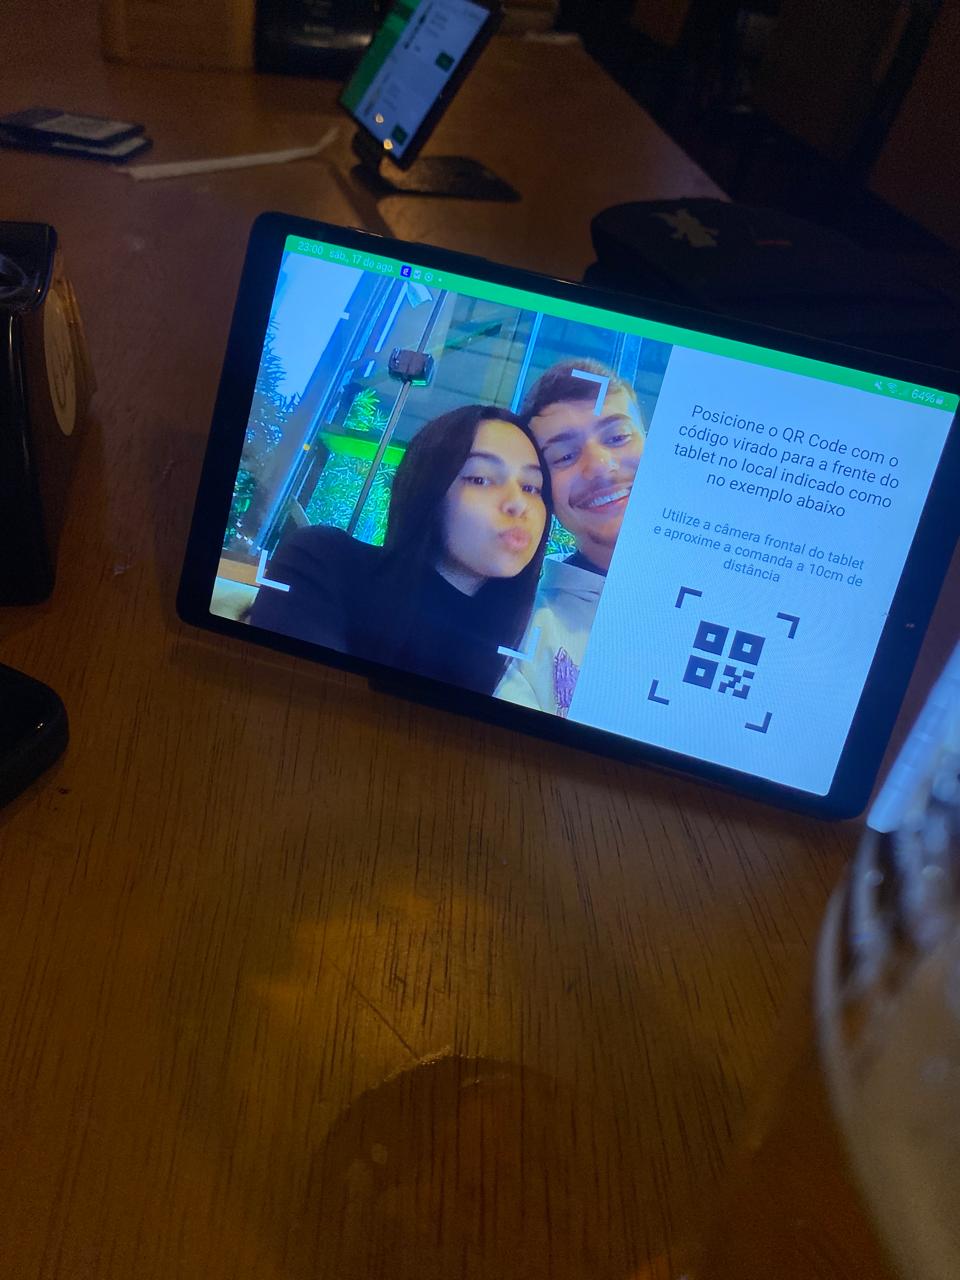 23:00 sáb., 17 de ago.
64%
Posicione o QR Code com o
código virado para a frente do
tablet no local indicado como
no exemplo abaixo
Utilize a câmera frontal do tablet
e aproxime a comanda a 10cm de
distância